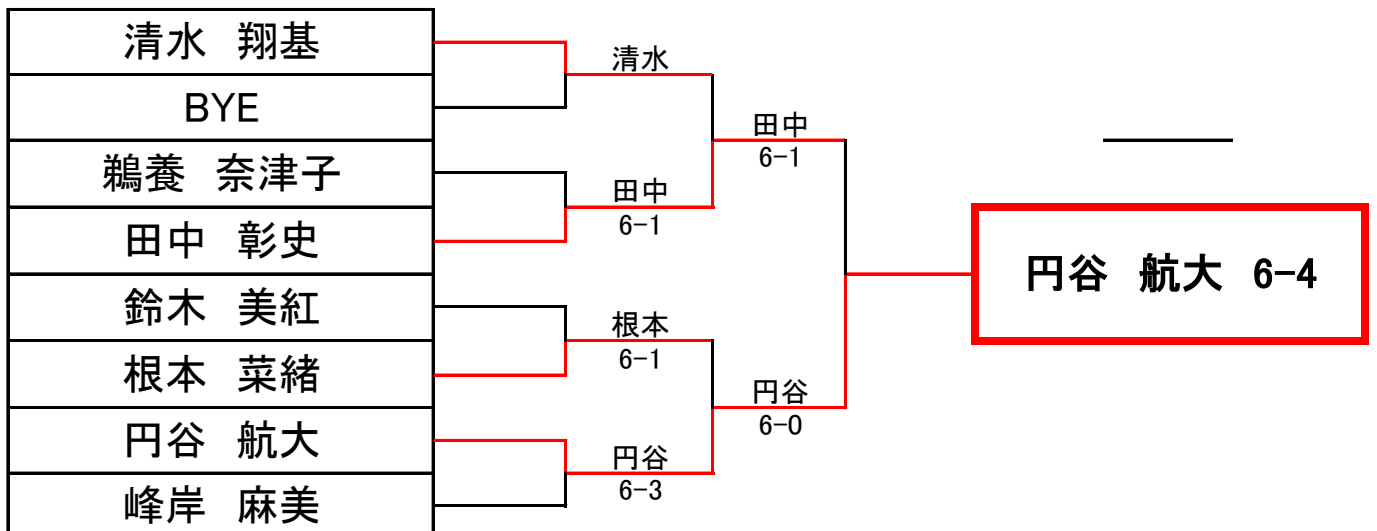 清水　翔基
BYE
鵜養　奈津子
田中　彰史
鈴木　美紅
根本　菜緒
円谷　航大
峰岸　麻美
清水
田中
6-1
根本
6-1
円谷
6-3
田中
6-1
円谷
6-0
円谷　航大　6-4